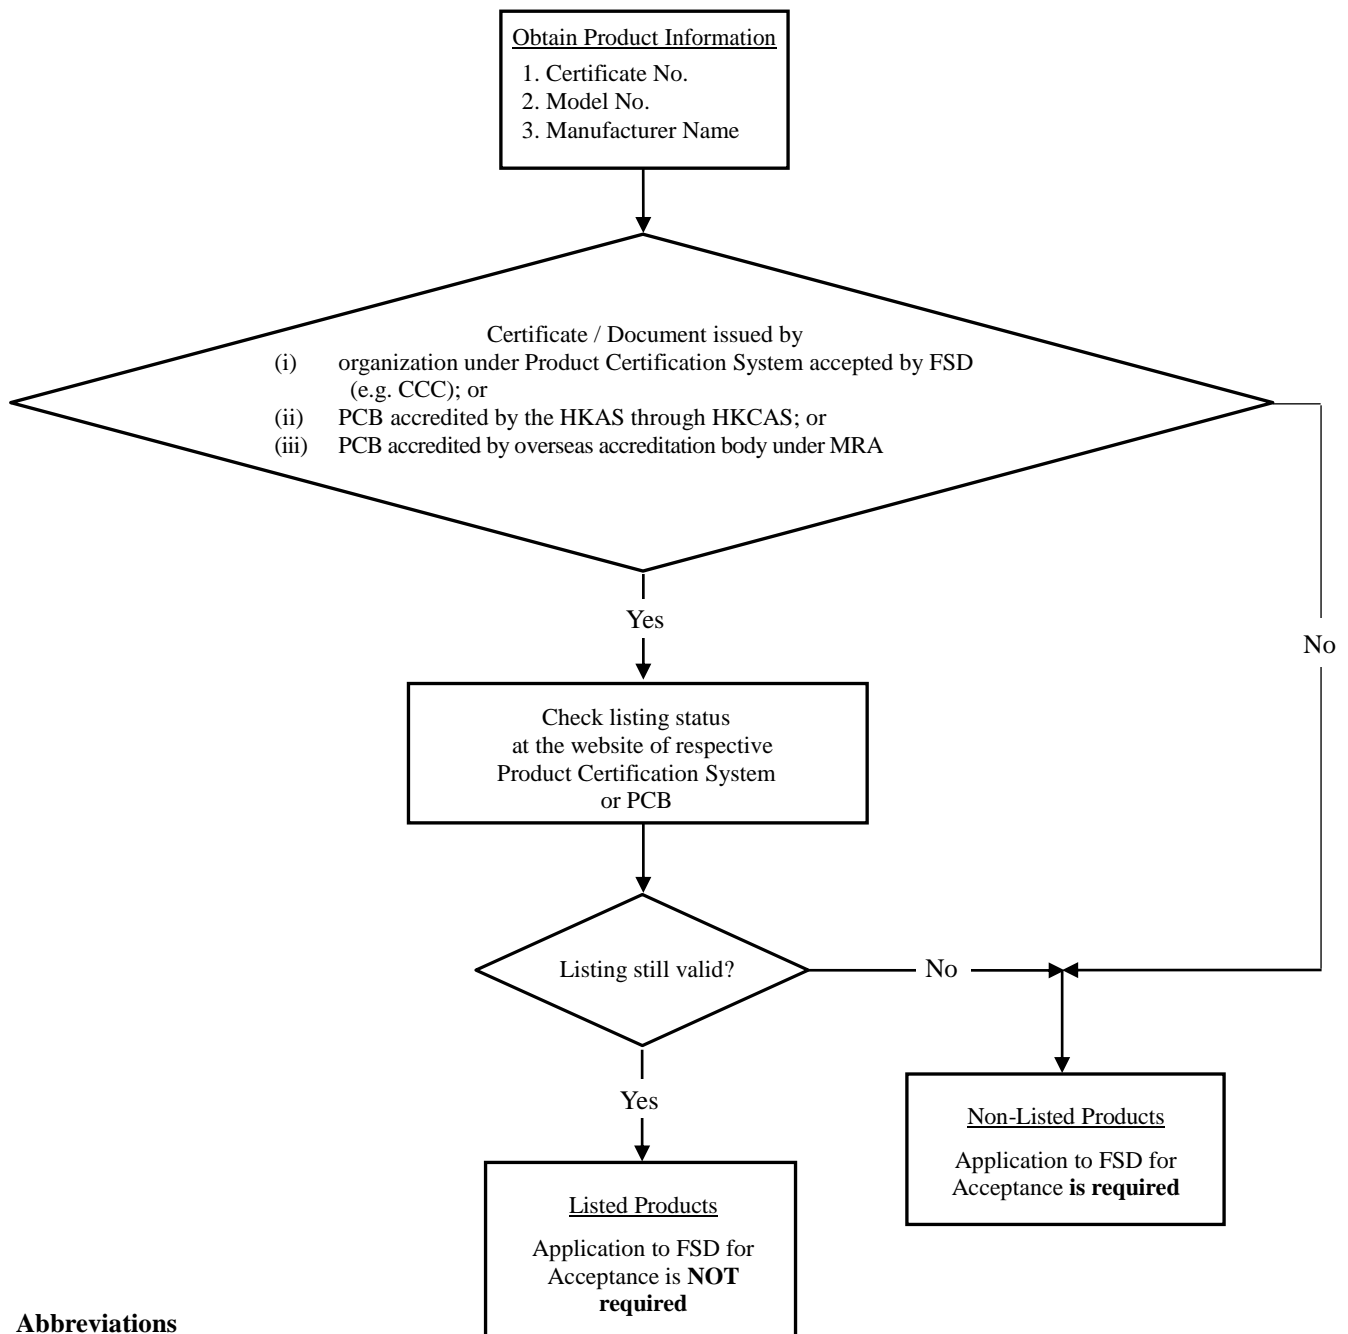 Obtain Product Information
1. Certificate No.
2. Model No.
3. Manufacturer Name
Certificate / Document issued by
(i) organization under Product Certification System accepted by FSD
(e.g. CCC); or
(ii) PCB accredited by the HKAS through HKCAS; or
(iii) PCB accredited by overseas accreditation body under MRA
Yes
No
Check listing status
at the website of respective
Product Certification System
or PCB
Listing still valid?
No
Yes
Non-Listed Products
Application to FSD for
Acceptance is required
Listed Products
Application to FSD for
Acceptance is NOT
required
Abbreviations